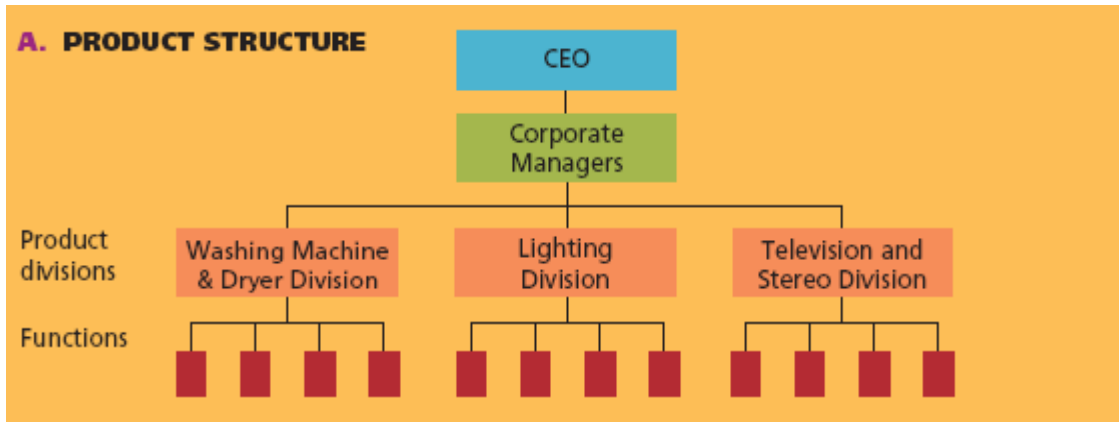 A. PRODUCT STRUCTURE
CEO
Corporate
Managers
Product
divisions
Washing Machine
& Dryer Division
Lighting
Division
Television and
Stereo Division
Functions